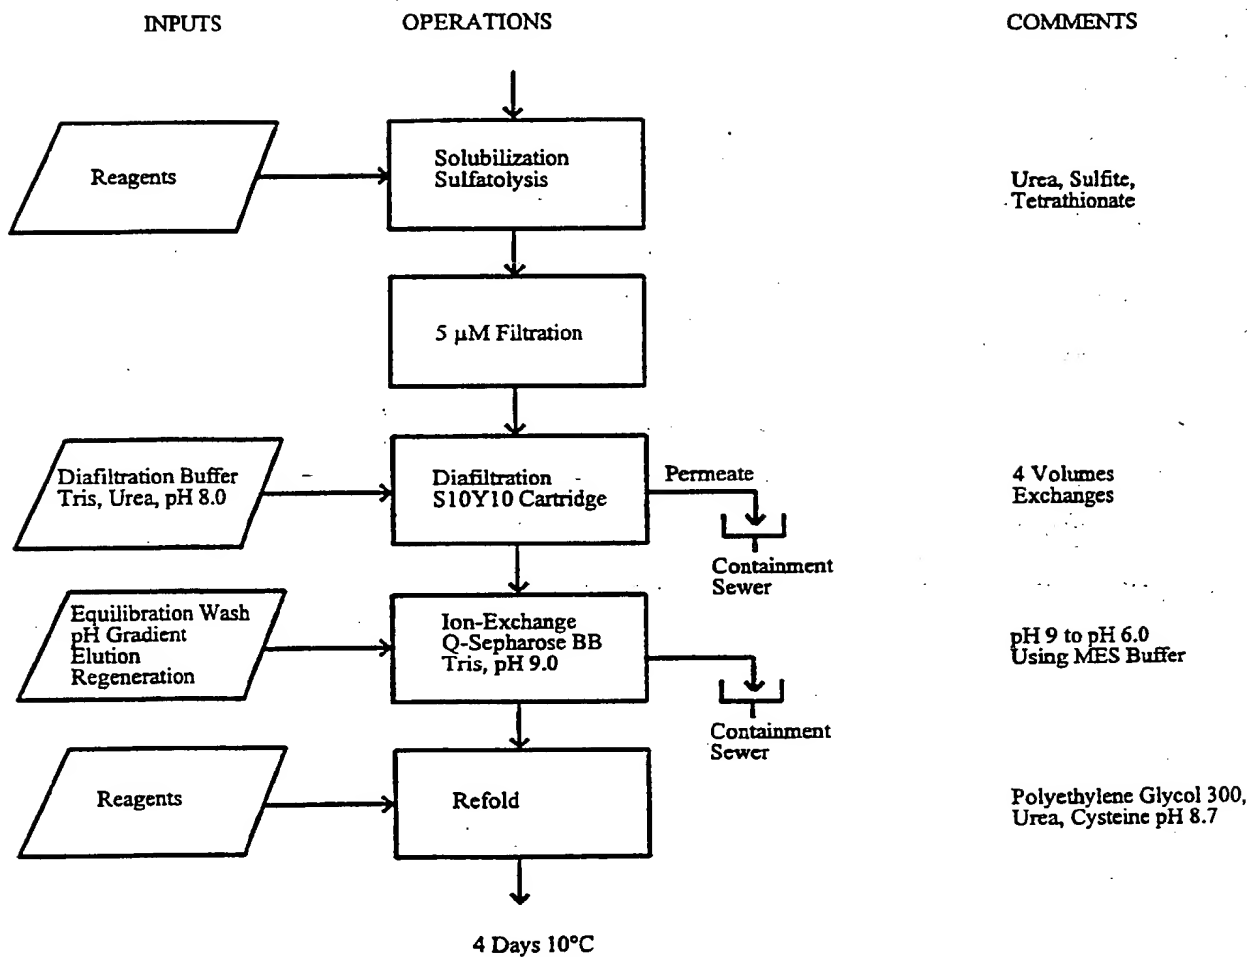 INPUTS
OPERATIONS
COMMENTS
Reagents
Solubilization
Sulfatolysis
Urea, Sulfite,
Tetrathionate
5 µM Filtration
Diafiltration Buffer
Tris, Urea, pH 8.0
Diafiltration
S10Y10 Cartridge
Permeate
4 Volumes
Exchanges
Containment
Sewer
Equilibration Wash
pH Gradient
Elution
Regeneration
Ion-Exchange
Q-Sepharose BB
Tris, pH 9.0
pH 9 to pH 6.0
Using MES Buffer
Containment
Sewer
Reagents
Refold
Polyethylene Glycol 300,
Urea, Cysteine pH 8.7
4 Days 10°C